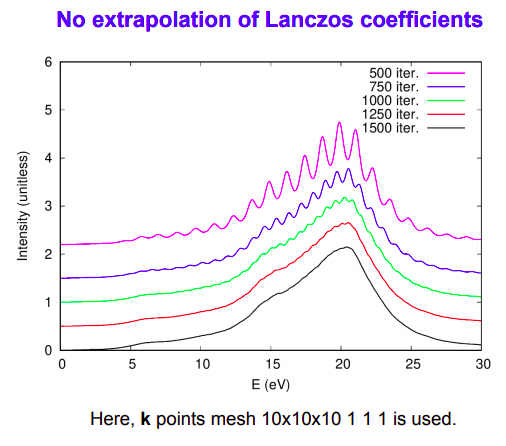 No extrapolation of Lanczos coefficients
6
5
4
3
2
1
0
Intensity (unitless)
500 iter.
750 iter.
1000 iter.
1250 iter.
1500 iter.
0 5 10 15 20 25 30
E (eV)
Here, k points mesh 10x10x10 1 1 1 is used.